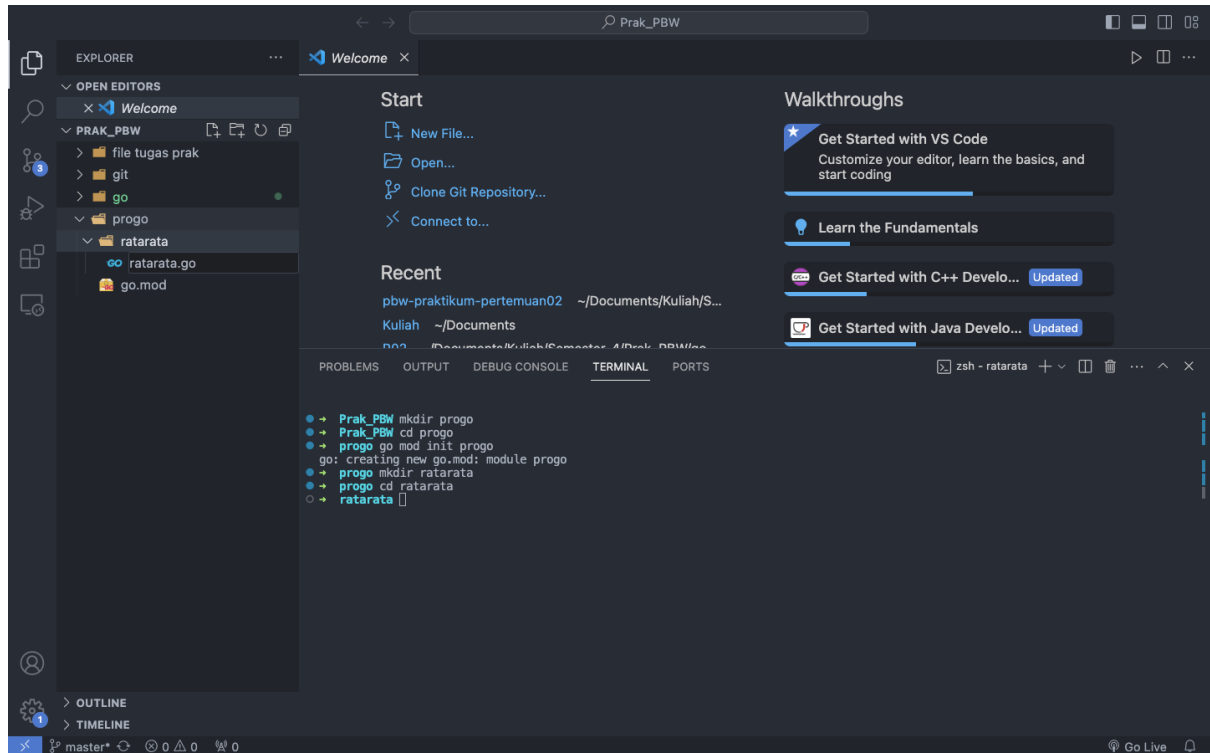 Prak_PBW
EXPLORER
Welcome
OPEN EDITORS
Welcome
PRAK_PBW
file tugas prak
git
go
progo
ratarata
GO ratarata.go
go.mod
3
OUTLINE
TIMELINE
1
Start
New File...
Open...
Clone Git Repository...
Connect to...
Recent
pbw-praktikum-pertemuan02 ~/Documents/Kuliah/S...
Kuliah ~/Documents
Walkthroughs
Get Started with VS Code
Customize your editor, learn the basics, and
start coding
Learn the Fundamentals
Get Started with C++ Develo... Updated
Get Started with Java Develo... Updated
PROBLEMS OUTPUT DEBUG CONSOLE TERMINAL PORTS
zsh - ratarata
→ Prak_PBW mkdir progo
→ Prak_PBW cd progo
→ progo go mod init progo
go: creating new go.mod: module progo
→ progo mkdir ratarata
→ progo cd ratarata
→ ratarata
master* 0 0 0 Go Live